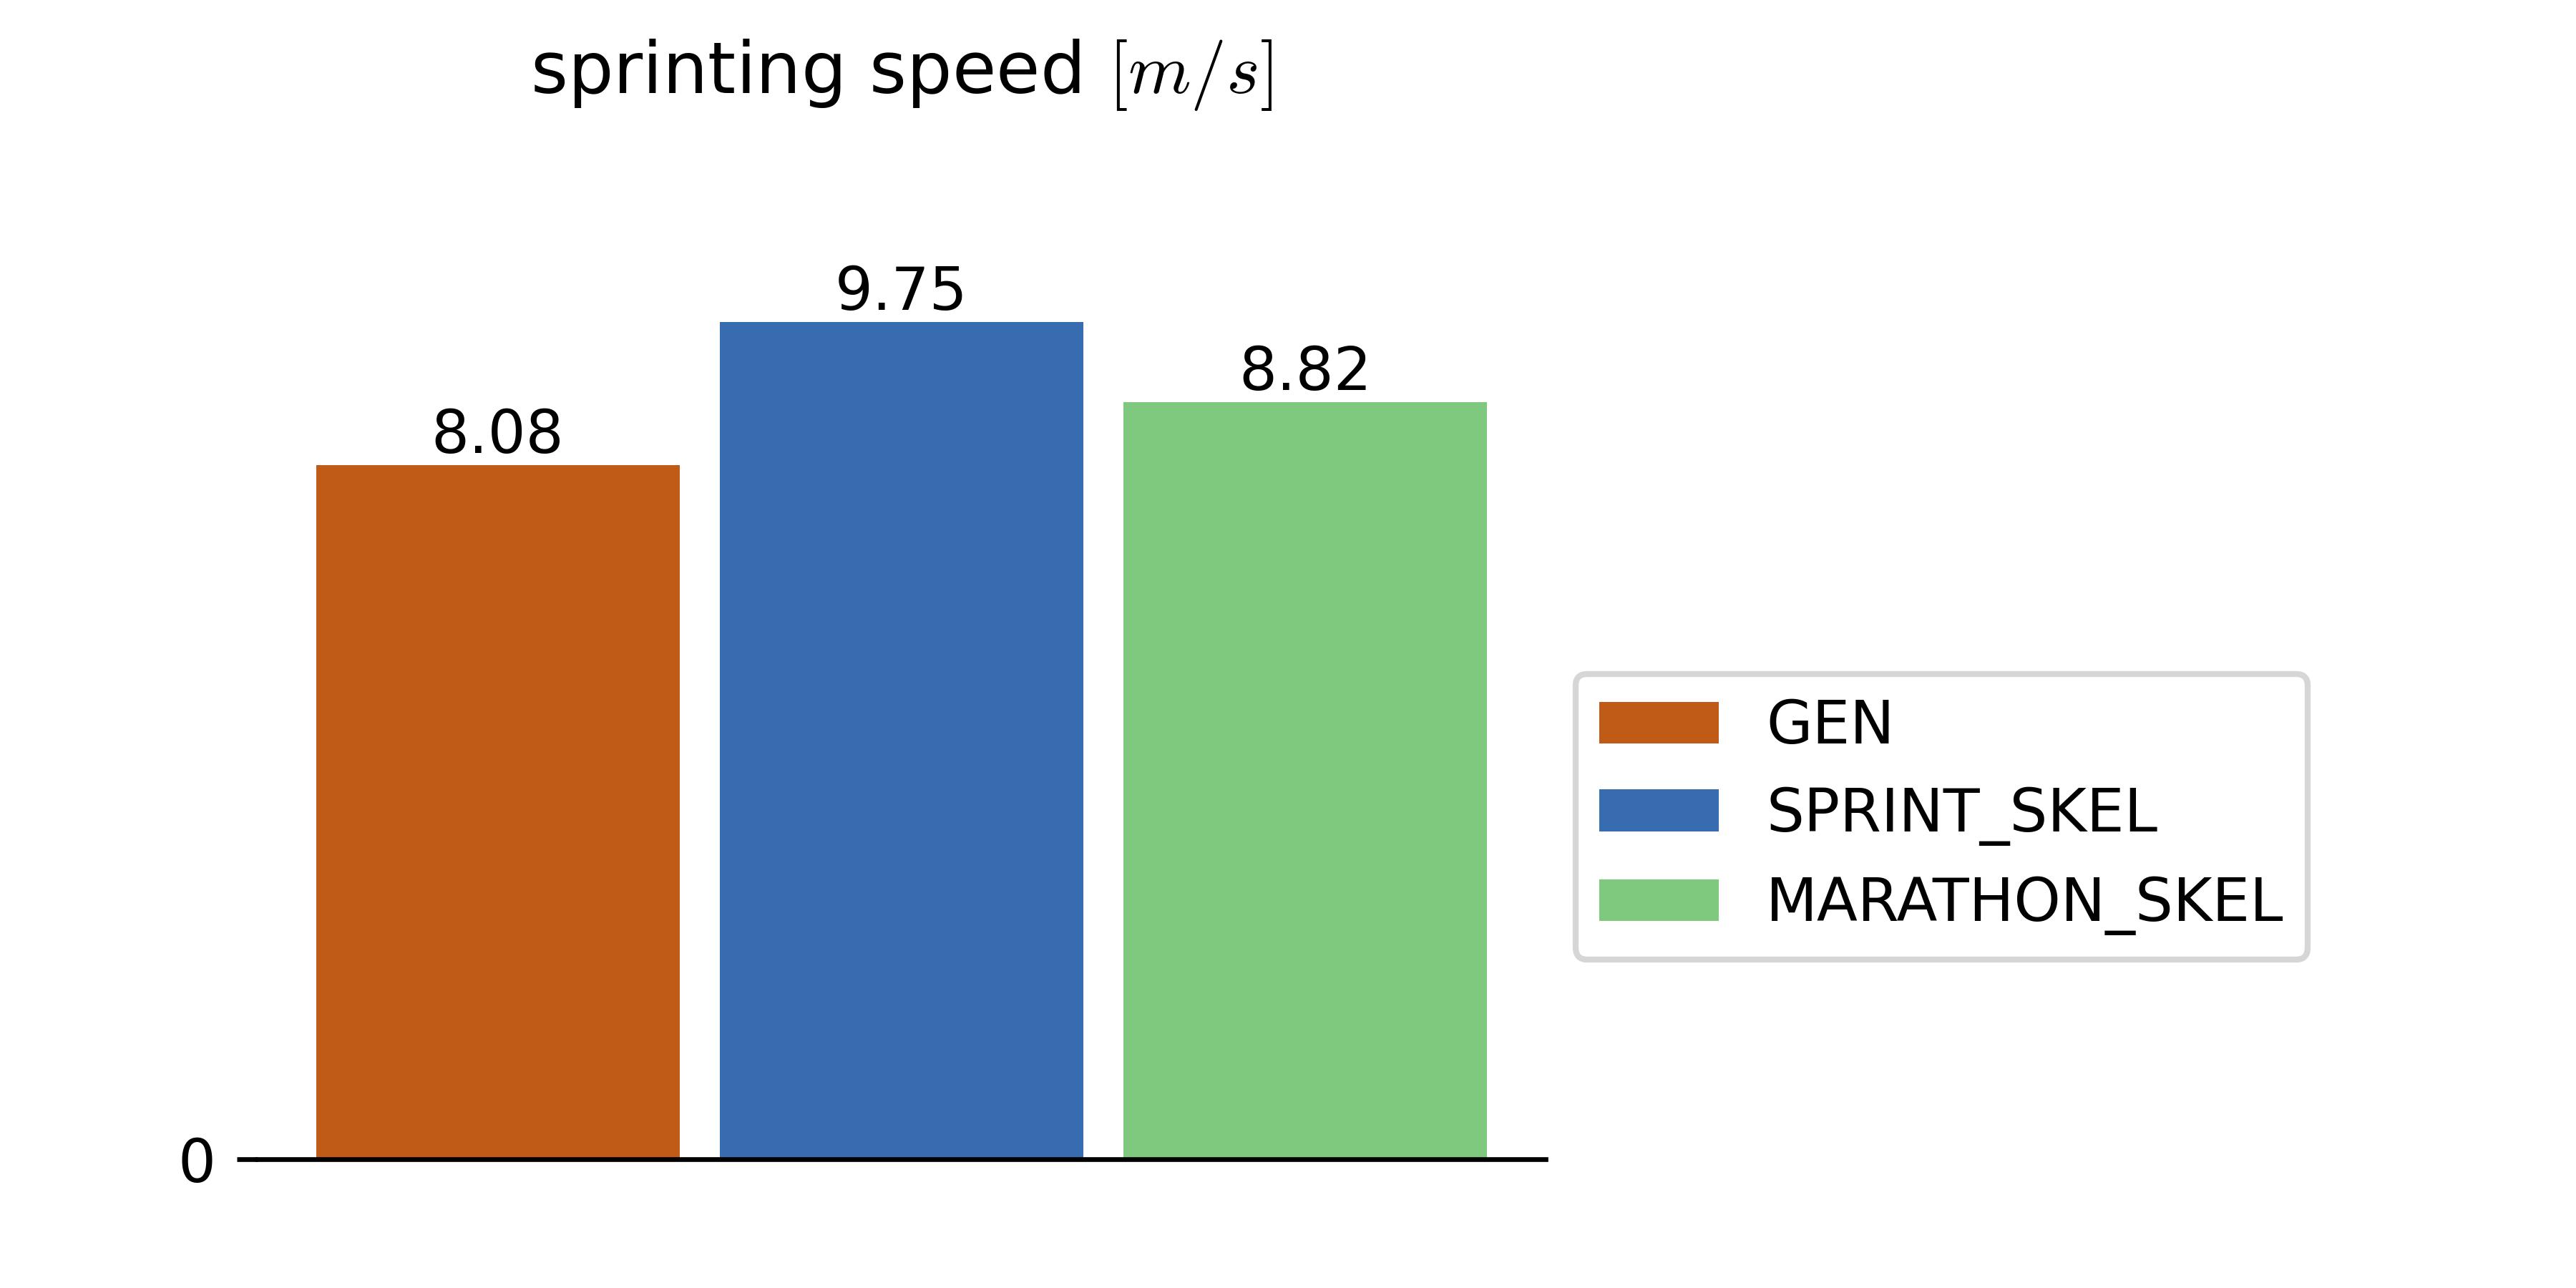 sprinting speed [m/s]
9.75
8.82
8.08
GEN
SPRINT_SKEL
MARATHON_SKEL
0